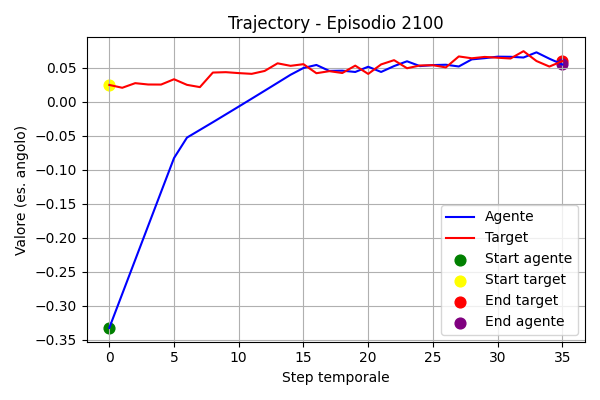 Trajectory - Episodio 2100
Valore (es. angolo)
0.05
0.00
−0.05
−0.10
−0.15
−0.20
−0.25
−0.30
−0.35
Agente
Target
Start agente
Start target
End target
End agente
0 5 10 15 20 25 30 35
Step temporale